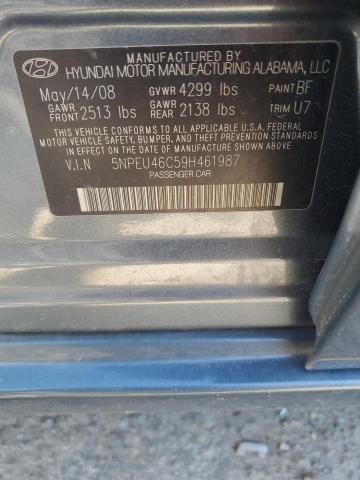 MANUFACTURED BY
HYUNDAI MOTOR MANUFACTURING ALABAMA, LLC
May/14/08 GVWR 4299 lbs PAINT BF
GAWR FRONT 2513 lbs GAWR REAR 2138 lbs TRIM U7
THIS VEHICLE CONFORMS TO ALL APPLICABLE U.S.A. FEDERAL
MOTOR VEHICLE SAFETY, BUMPER, AND THEFT PREVENTION
STANDARDS IN EFFECT ON THE DATE OF MANUFACTURE SHOWN ABOVE.
V.I.N 5NPEU46C59H461987
PASSENGER CAR